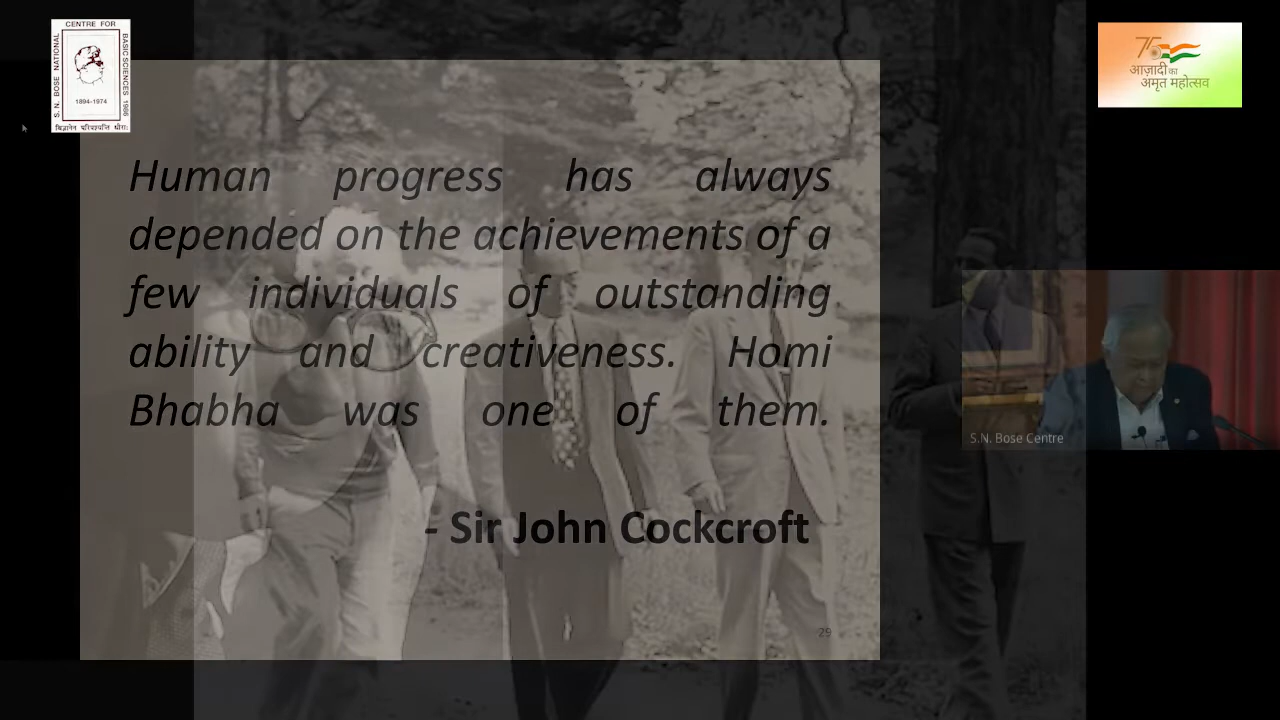 CENTRE FOR
S. N. BOSE NATIONAL
BASIC SCIENCES 1986
1894-1974
75
आज़ादी का
अमृत महोत्सव
Human progress has always
depended on the achievements of a
few individuals of outstanding
ability and creativeness. Homi
Bhabha was one of them.
- Sir John Cockcroft
29
S.N. Bose Centre